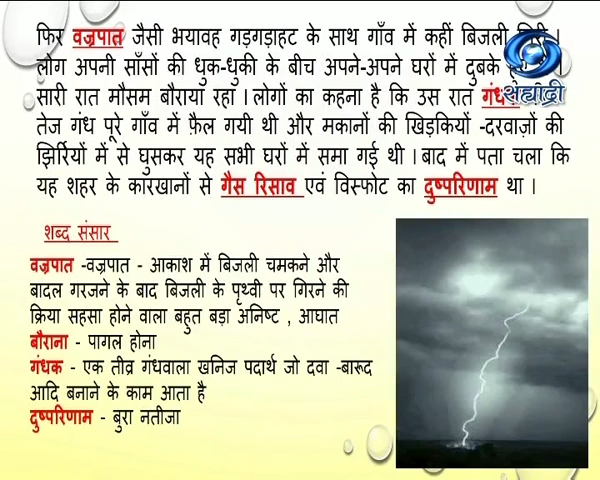 फिर वज्रपात जैसी भयावह गड़गड़ाहट के साथ गाँव में कहीं बिजली
लोग अपनी साँसों की धुक-धुकी के बीच अपने-अपने घरों में दुबके
सारी रात मौसम बौराया रहा । लोगों का कहना है कि उस रात
सह्याद्री
तेज गंध पूरे गाँव में फ़ैल गयी थी और मकानों की खिड़कियों -दरवाज़ों की
झिर्रियों में से घुसकर यह सभी घरों में समा गई थी । बाद में पता चला कि
यह शहर के कारखानों से गैस रिसाव एवं विस्फोट का दुष्परिणाम था ।
शब्द संसार
वज्रपात -वज्रपात - आकाश में बिजली चमकने और
बादल गरजने के बाद बिजली के पृथ्वी पर गिरने की
क्रिया सहसा होने वाला बहुत बड़ा अनिष्ट , आघात
बौराना - पागल होना
गंधक - एक तीव्र गंधवाला खनिज पदार्थ जो दवा -बारूद
आदि बनाने के काम आता है
दुष्परिणाम - बुरा नतीजा